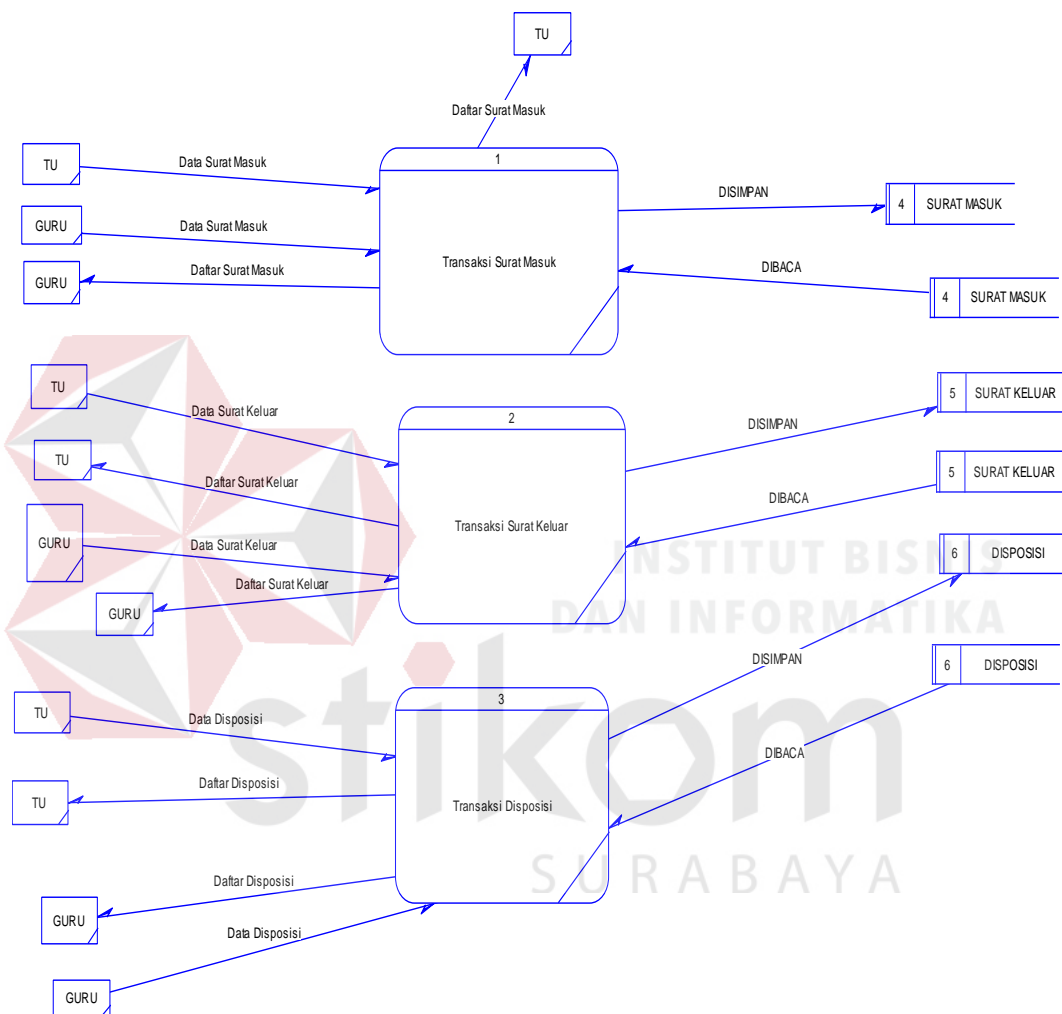 TU
Daftar Surat Masuk
1
TU
Data Surat Masuk
DISIMPAN
4 SURAT MASUK
GURU
Data Surat Masuk
Transaksi Surat Masuk
GURU
Daftar Surat Masuk
DIBACA
4 SURAT MASUK
TU
Data Surat Keluar
2
DISIMPAN
5 SURAT KELUAR
TU
Daftar Surat Keluar
DIBACA
5 SURAT KELUAR
Transaksi Surat Keluar
GURU
Data Surat Keluar
6 DISPOSISI
GURU
Daftar Surat Keluar
INSTITUT BISNIS
DAN INFORMATIKA
DISIMPAN
6 DISPOSISI
TU
Data Disposisi
3
DIBACA
TU
Daftar Disposisi
Transaksi Disposisi
stikom
SURABAYA
GURU
Daftar Disposisi
Data Disposisi
GURU